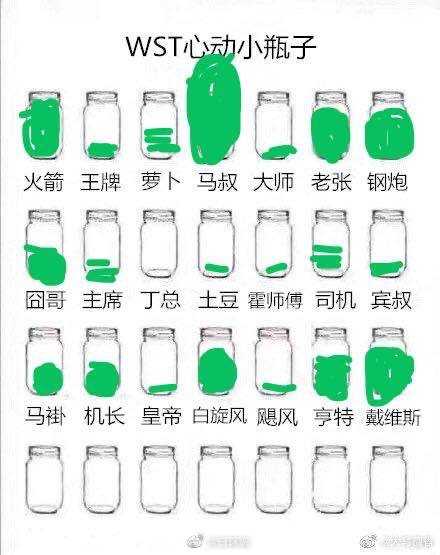 WST心动小瓶子
火箭 王牌 萝卜 马叔 大师 老张 钢炮
囧哥 主席 丁总 土豆 霍师傅 司机 宾叔
马褂 机长 皇帝 白旋风 飓风 亨特 戴维斯